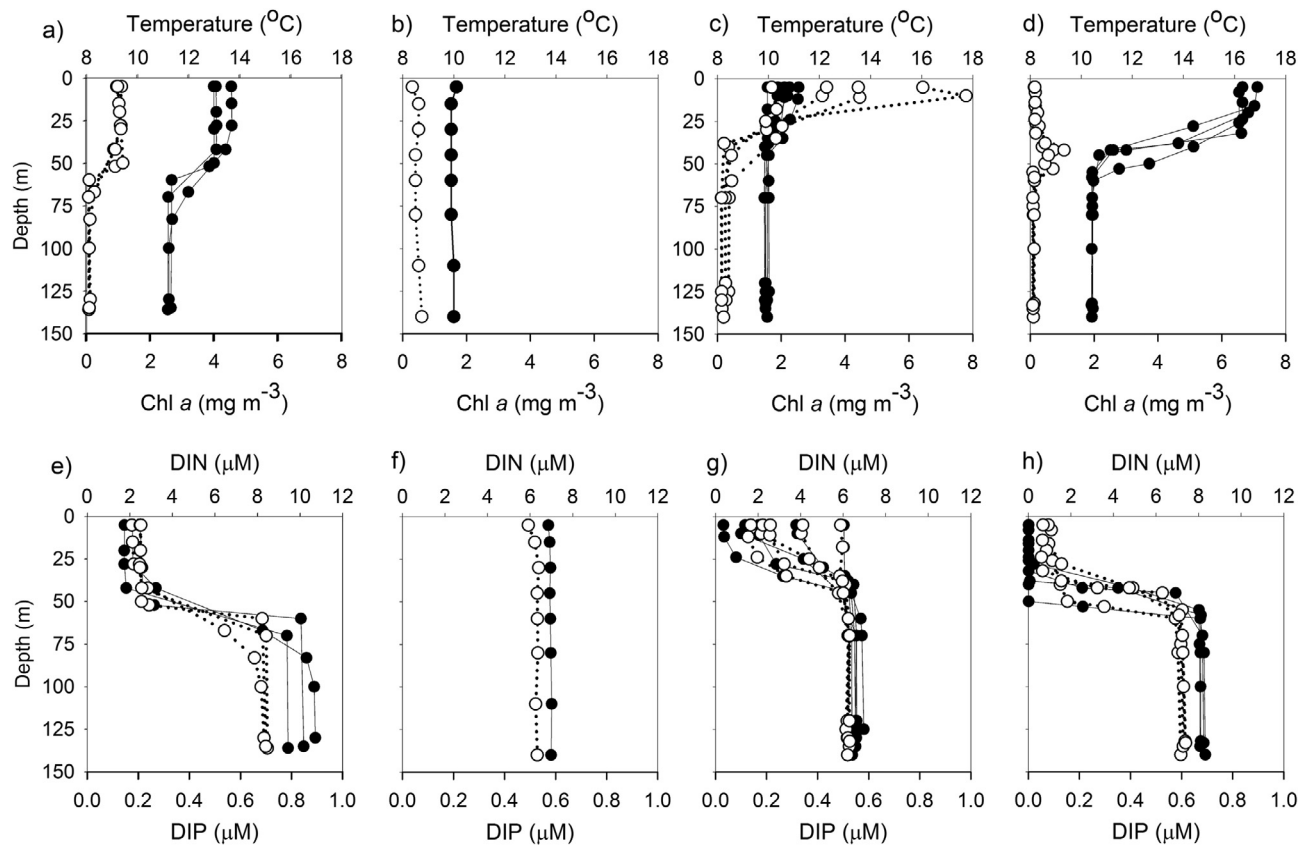 a) Temperature (°C)
8 9 10 11 12 13 14 15 16
b) Temperature (°C)
8 10 12 14 16 18
c) Temperature (°C)
8 10 12 14 16 18
d) Temperature (°C)
8 10 12 14 16 18
Depth (m)
0
25
50
75
100
125
150
0 2 4 6 8
0 2 4 6 8
0 2 4 6 8
0 2 4 6 8
Chl a (mg m-3)
Chl a (mg m-3)
Chl a (mg m-3)
Chl a (mg m-3)
e) DIN (μM)
0 2 4 6 8 10 12
f) DIN (μM)
0 2 4 6 8 10 12
g) DIN (μM)
0 2 4 6 8 10 12
h) DIN (μM)
0 2 4 6 8 10 12
Depth (m)
0
25
50
75
100
125
150
0.0 0.2 0.4 0.6 0.8 1.0
0.0 0.2 0.4 0.6 0.8 1.0
0.0 0.2 0.4 0.6 0.8 1.0
0.0 0.2 0.4 0.6 0.8 1.0
DIP (μM)
DIP (μM)
DIP (μM)
DIP (μM)